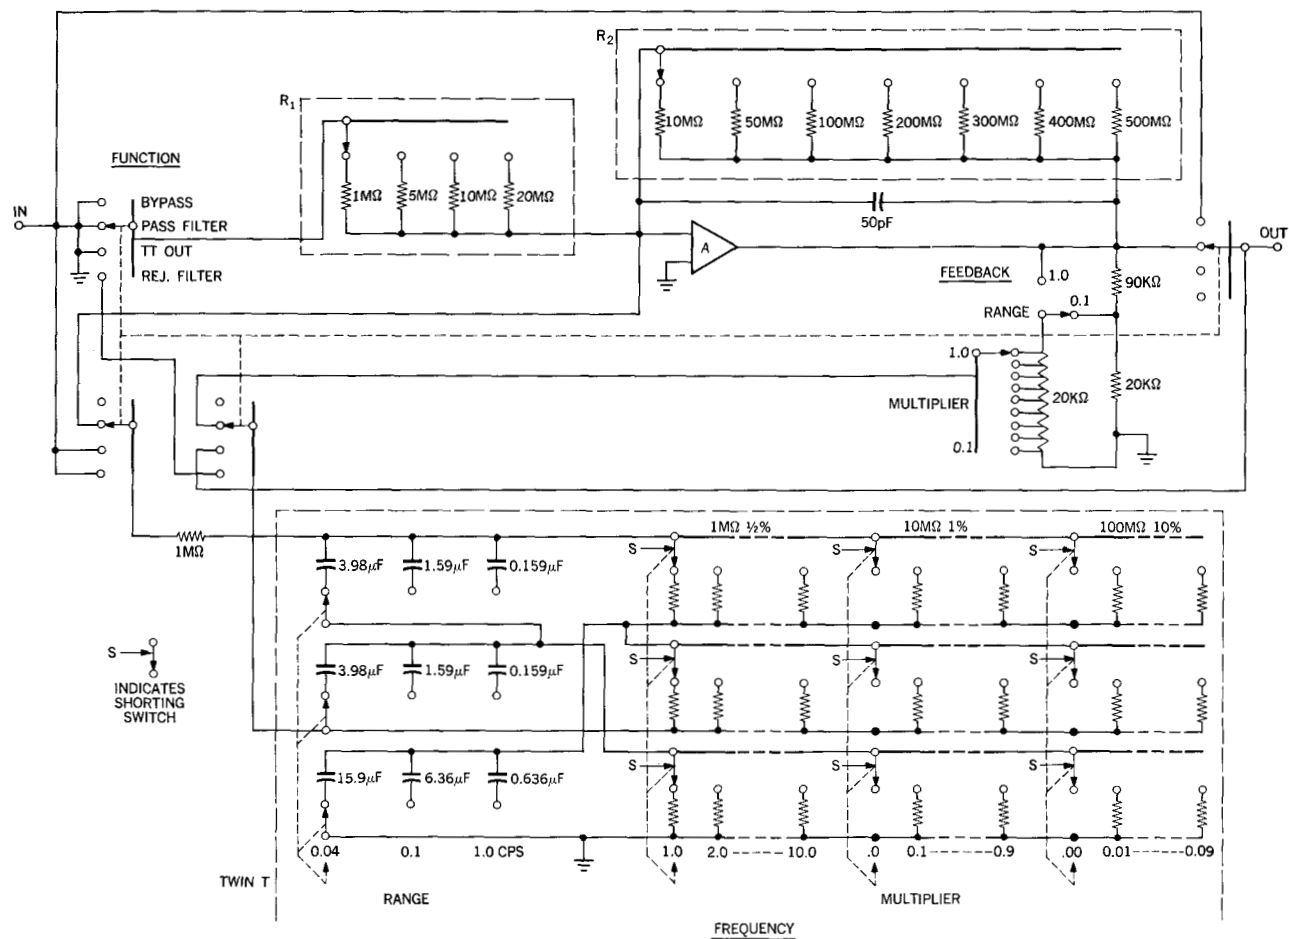 R2
10MΩ 50MΩ 100MΩ 200MΩ 300MΩ 400MΩ 500MΩ
R1
1MΩ 5MΩ 10MΩ 20MΩ
FUNCTION
IN
BYPASS
PASS FILTER
TT OUT
REJ. FILTER
50pF
A
OUT
FEEDBACK
1.0
90KΩ
RANGE
0.1
1.0
MULTIPLIER
20KΩ
20KΩ
0.1
1MΩ
1MΩ ½% 10MΩ 1% 100MΩ 10%
S S S
3.98μF 1.59μF 0.159μF
S S S
3.98μF 1.59μF 0.159μF
S
INDICATES
SHORTING
SWITCH
S S S
15.9μF 6.36μF 0.636μF
0.04 0.1 1.0 CPS
1.0 2.0--------10.0 .0 0.1-------0.9 .00 0.01------0.09
TWIN T
RANGE
MULTIPLIER
FREQUENCY